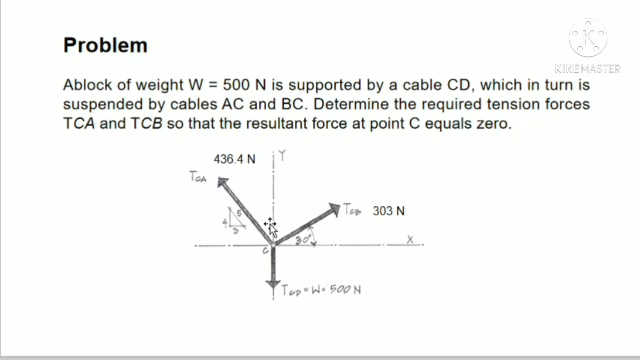 Problem
KINEMASTER
Ablock of weight W = 500 N is supported by a cable CD, which in turn is
suspended by cables AC and BC. Determine the required tension forces
TCA and TCB so that the resultant force at point C equals zero.
436.4 N
Y
TCA
5
4
3
TCB 303 N
30°
X
C
TCD = W = 500 N